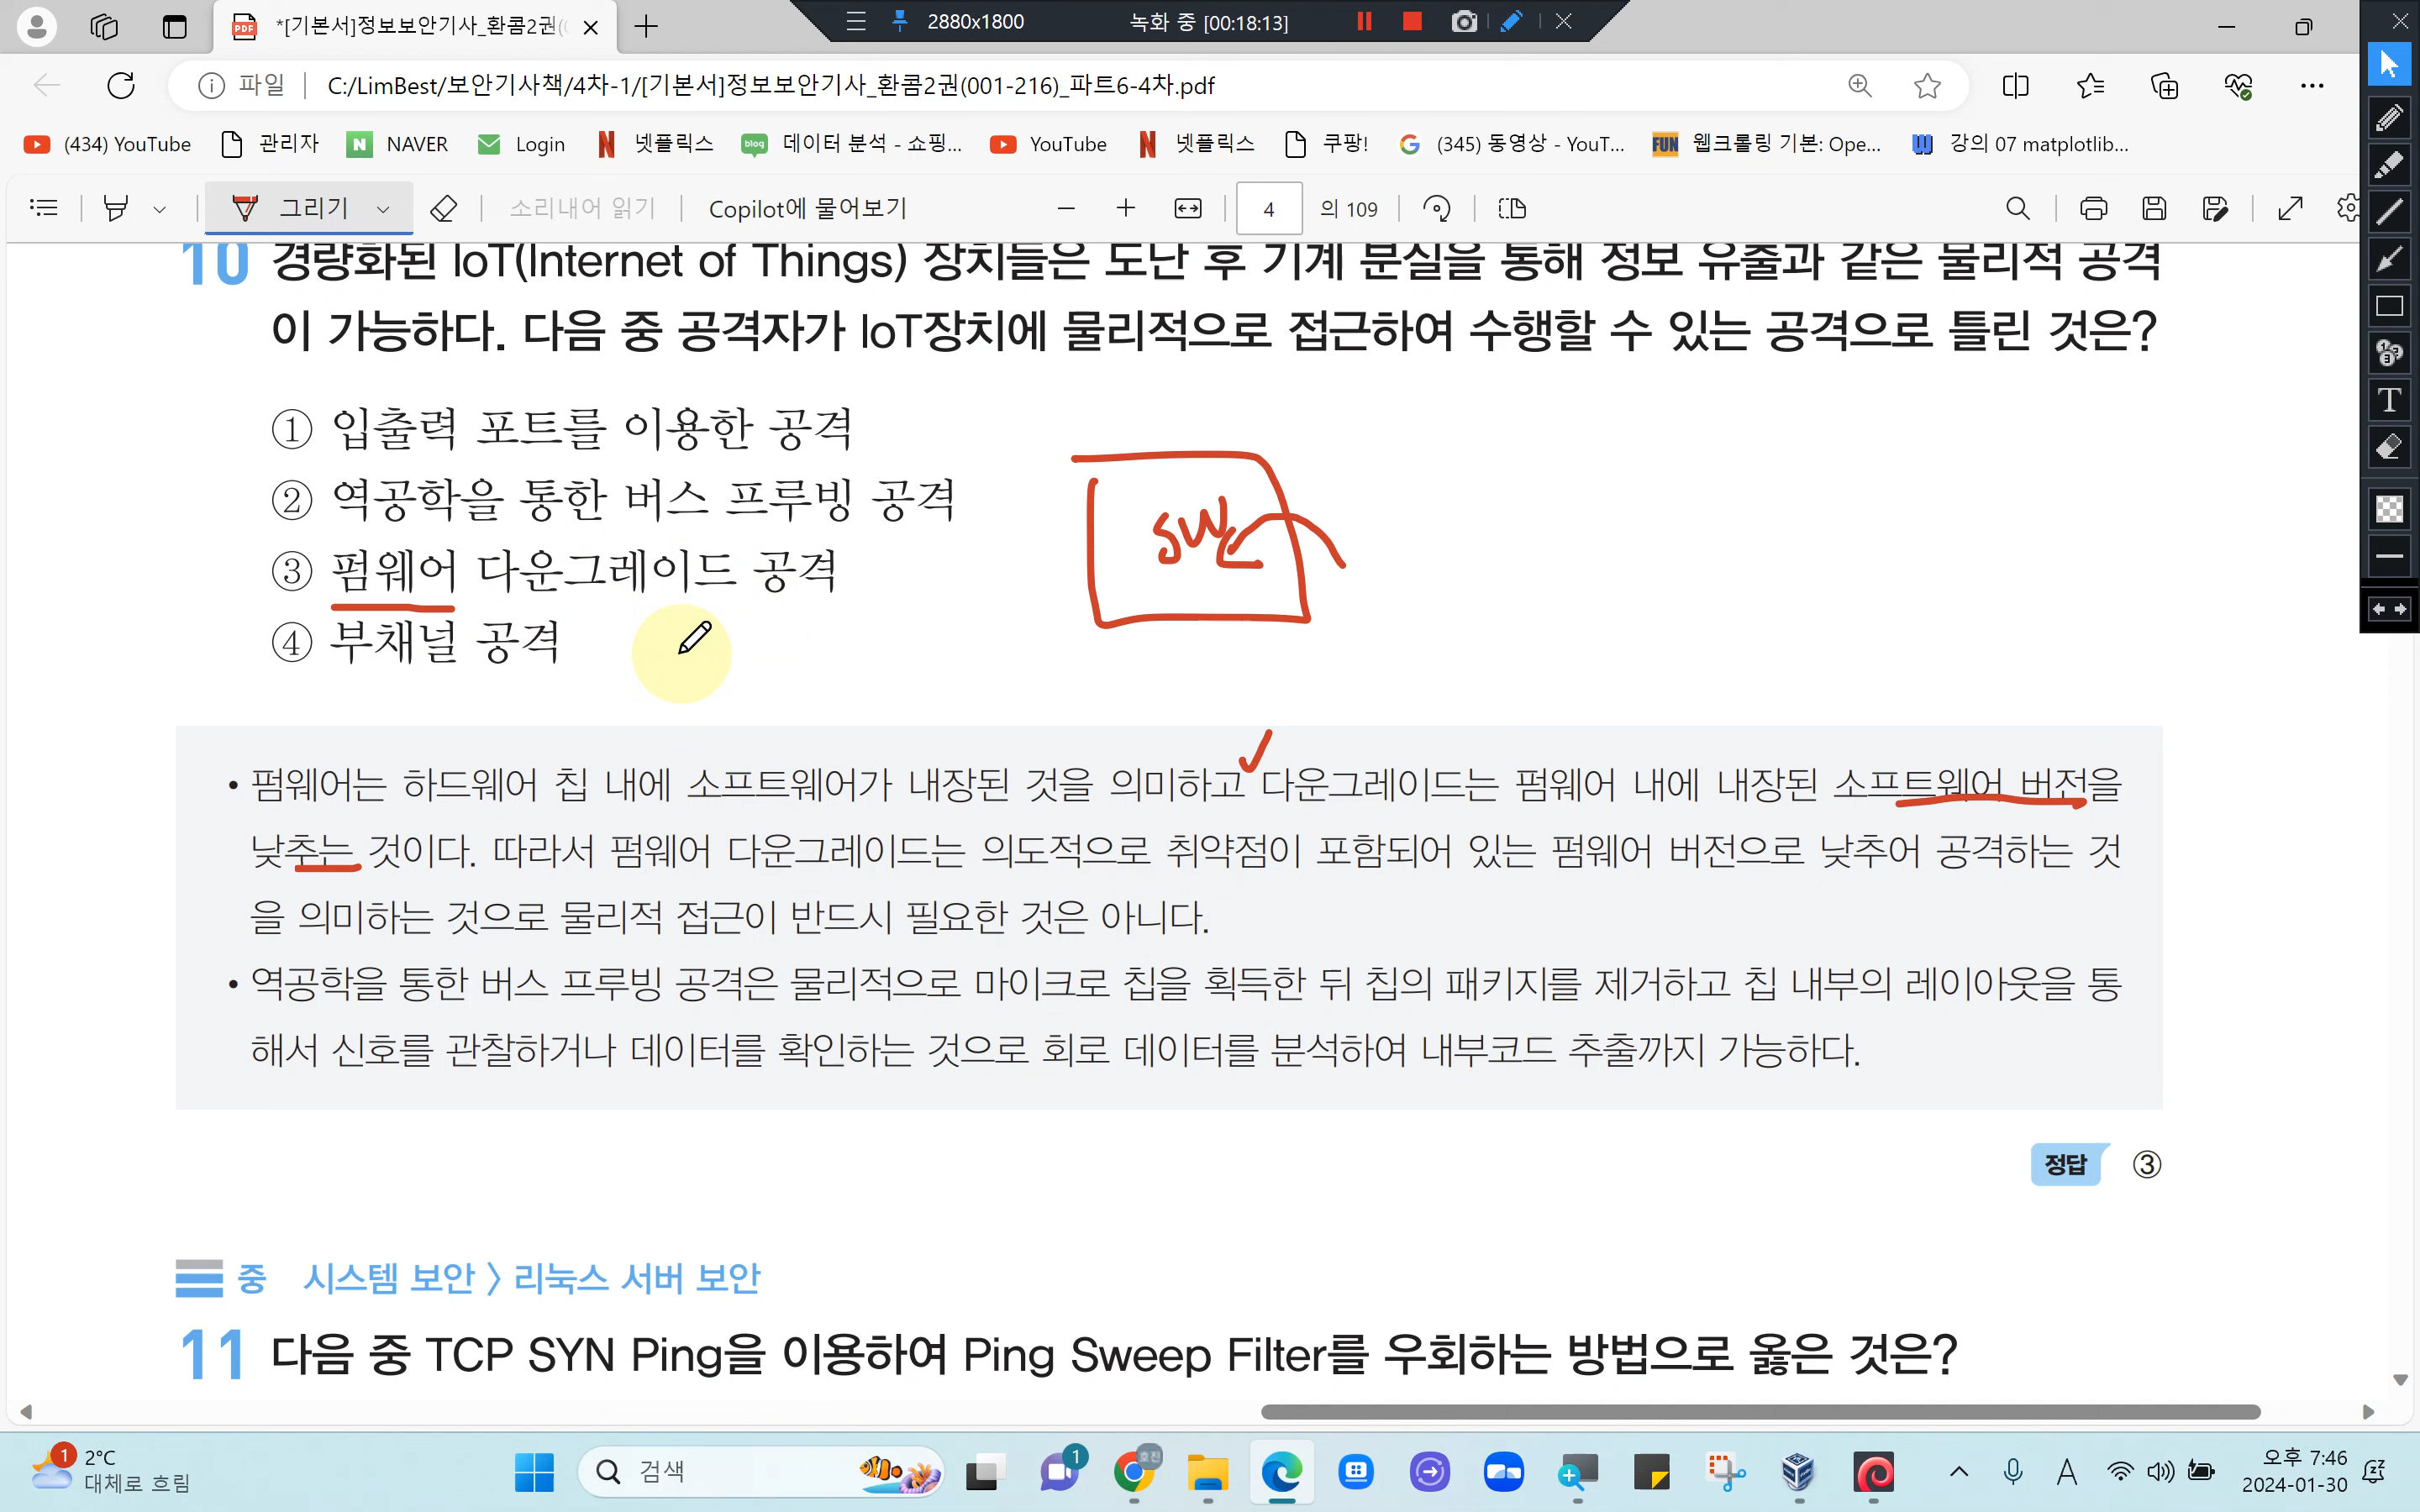 *[기본서]정보보안기사_환콤2권(
2880x1800
녹화 중 [00:18:13]
파일
C:/LimBest/보안기사책/4차-1/[기본서]정보보안기사_환콤2권(001-216)_파트6-4차.pdf
(434) YouTube
관리자
NAVER
Login
넷플릭스
데이터 분석 - 쇼핑...
YouTube
넷플릭스
쿠팡!
(345) 동영상 - YouT...
웹크롤링 기본: Ope...
강의 07 matplotlib...
그리기
소리내어 읽기
Copilot에 물어보기
4
의 109
10 경량화된 IoT(Internet of Things) 장치들은 도난 후 기계 분실을 통해 정보 유출과 같은 물리적 공격
이 가능하다. 다음 중 공격자가 IoT장치에 물리적으로 접근하여 수행할 수 있는 공격으로 틀린 것은?
① 입출력 포트를 이용한 공격
② 역공학을 통한 버스 프루빙 공격
③ 펌웨어 다운그레이드 공격
④ 부채널 공격
SW
• 펌웨어는 하드웨어 칩 내에 소프트웨어가 내장된 것을 의미하고 다운그레이드는 펌웨어 내에 내장된 소프트웨어 버전을
낮추는 것이다. 따라서 펌웨어 다운그레이드는 의도적으로 취약점이 포함되어 있는 펌웨어 버전으로 낮추어 공격하는 것
을 의미하는 것으로 물리적 접근이 반드시 필요한 것은 아니다.
• 역공학을 통한 버스 프루빙 공격은 물리적으로 마이크로 칩을 획득한 뒤 칩의 패키지를 제거하고 칩 내부의 레이아웃을 통
해서 신호를 관찰하거나 데이터를 확인하는 것으로 회로 데이터를 분석하여 내부코드 추출까지 가능하다.
정답 ③
중 시스템 보안 〉 리눅스 서버 보안
11 다음 중 TCP SYN Ping을 이용하여 Ping Sweep Filter를 우회하는 방법으로 옳은 것은?
1
2°C
대체로 흐림
검색
1
호진
A
오후 7:46
2024-01-30